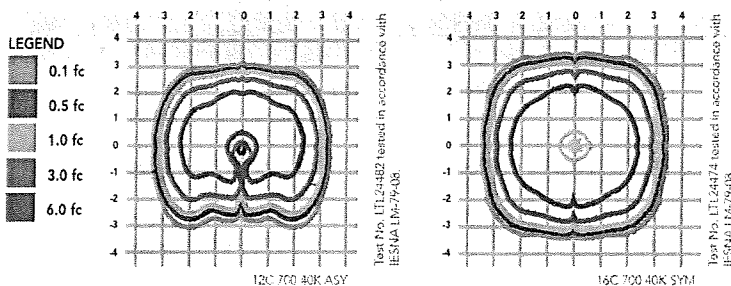 LEGEND
0.1 fc
0.5 fc
1.0 fc
3.0 fc
6.0 fc
4 3 2 1 0 1 2 3 4
4
3
2
1
0
-1
-2
-3
-4
12C 700 40K ASY
Test No. LTL24482 tested in accordance with
IESNA LM-79-08.
4 3 2 1 0 1 2 3 4
4
3
2
1
0
-1
-2
-3
-4
16C 700 40K SYM
Test No. LTL24474 tested in accordance with
IESNA LM-79-08.